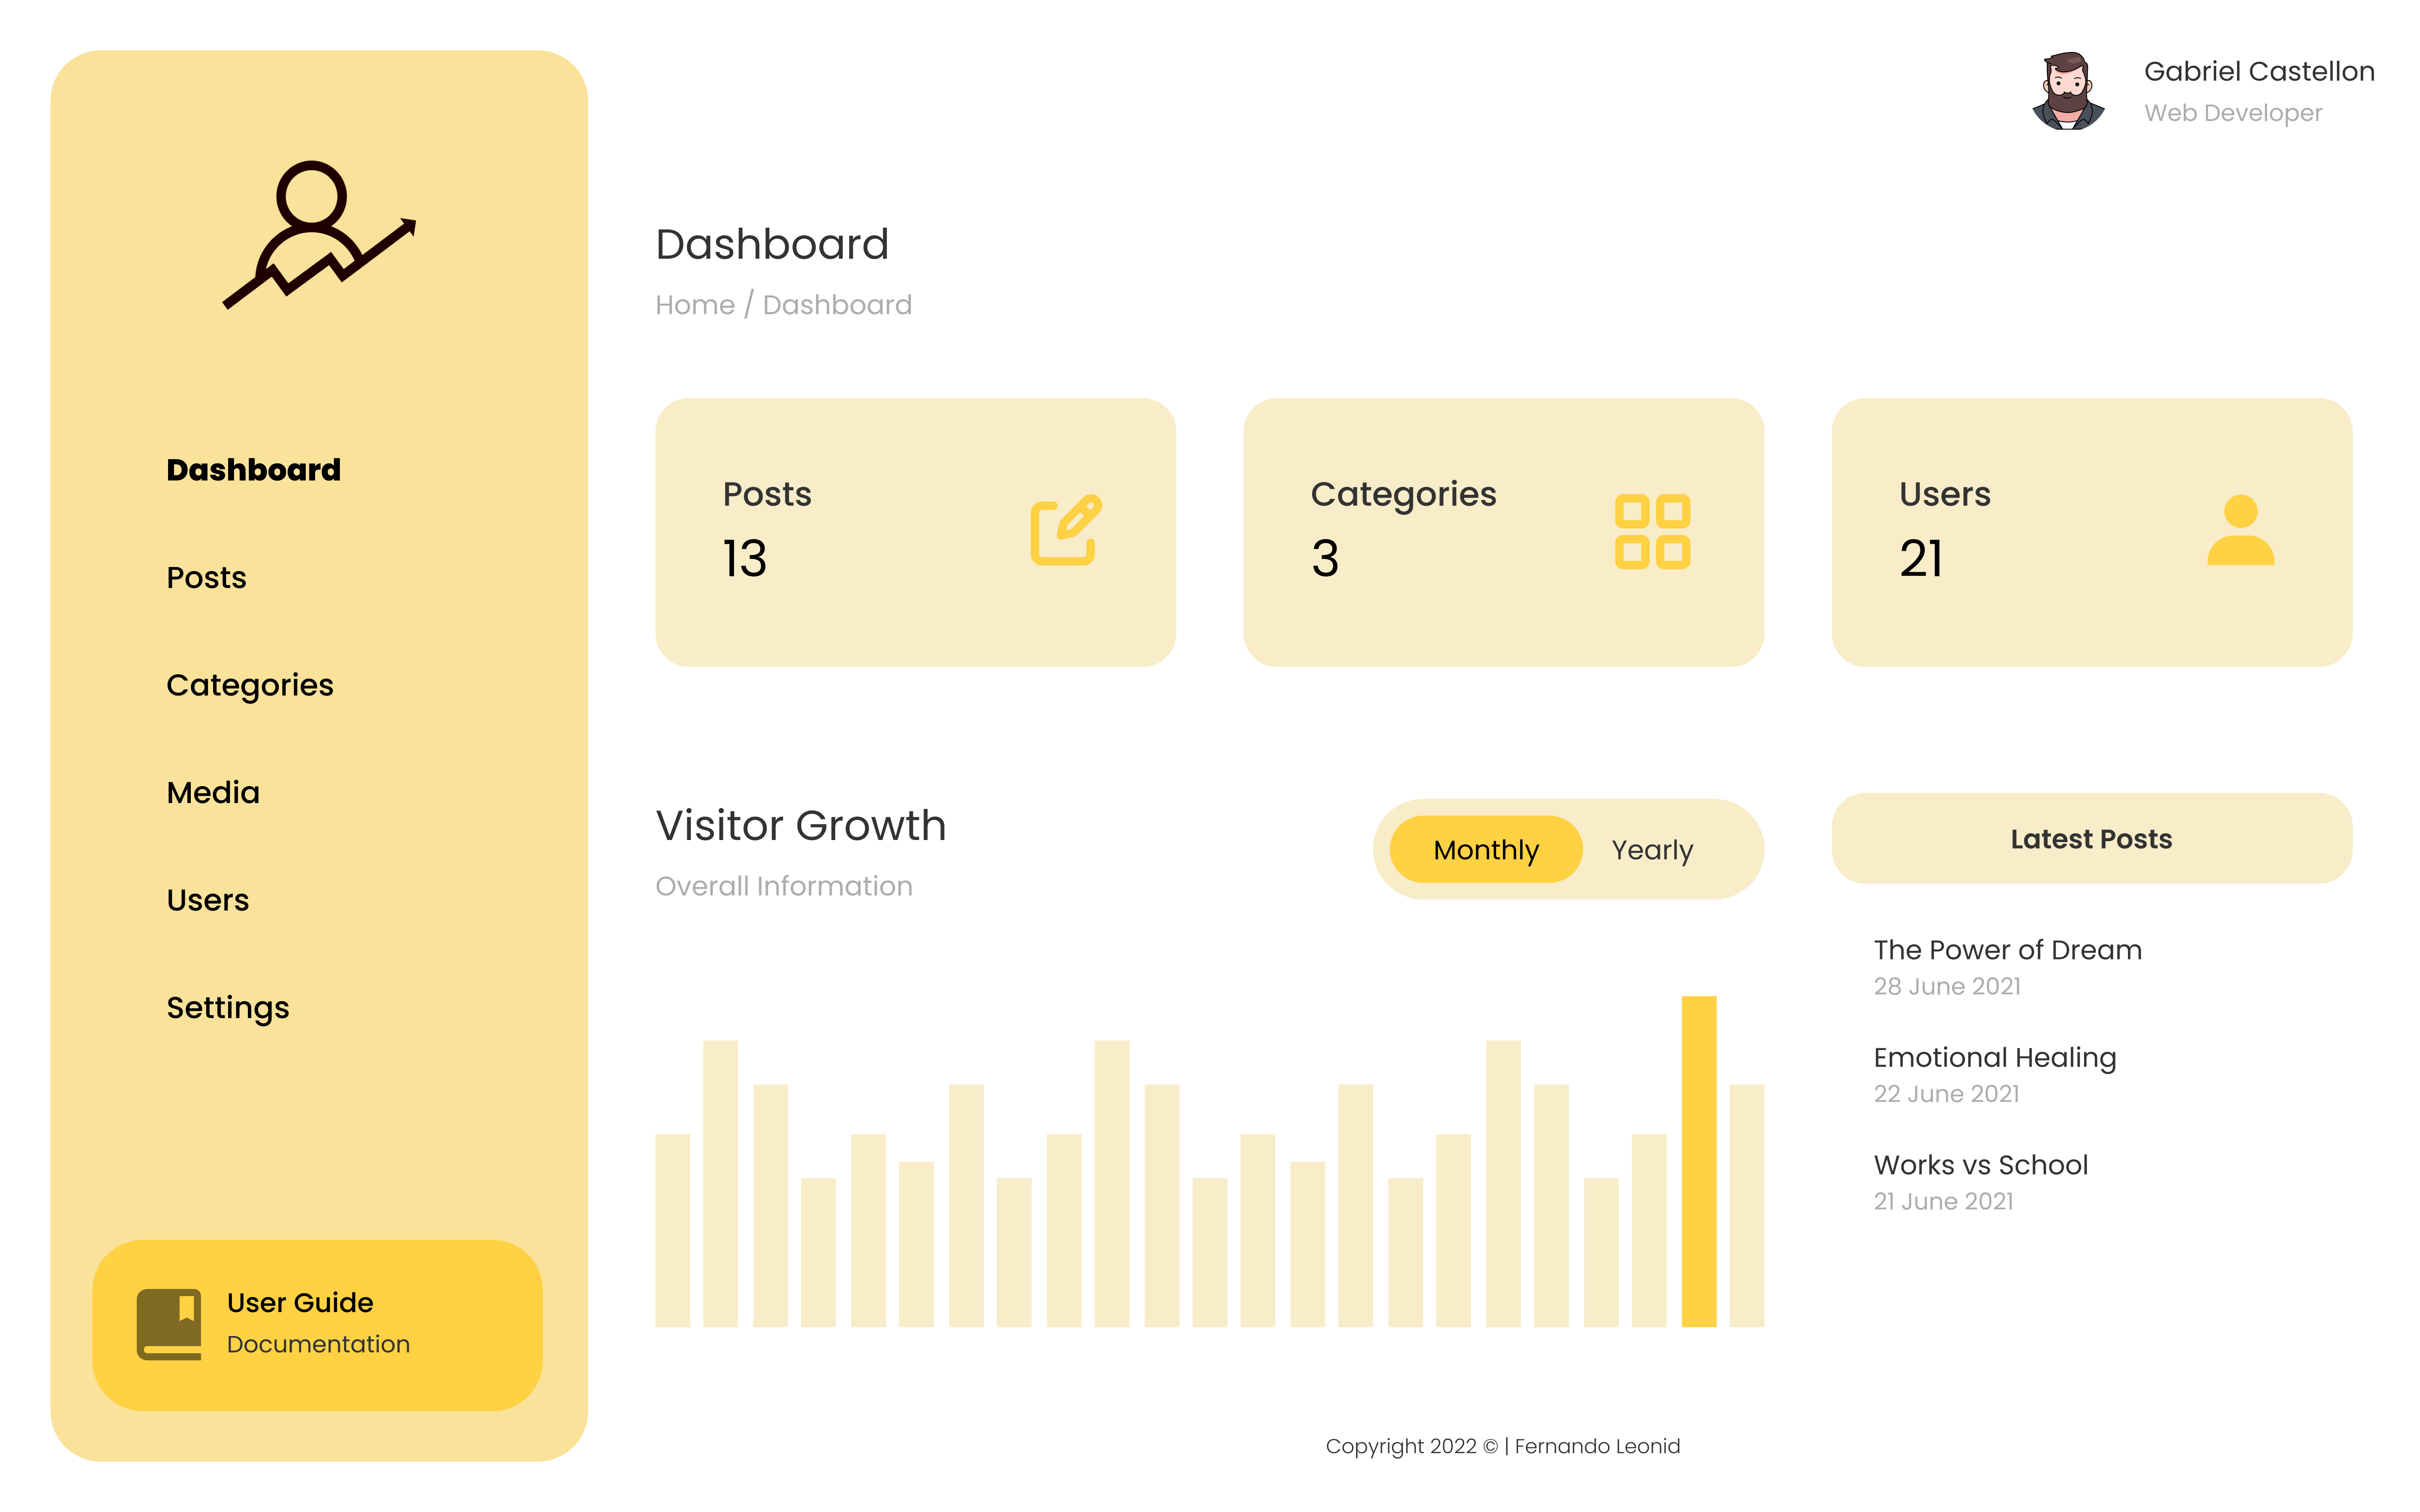 Gabriel Castellon
Web Developer
Dashboard
Home / Dashboard
Dashboard
Posts
Categories
Media
Users
Settings
User Guide
Documentation
Posts
13
Categories
3
Users
21
Visitor Growth
Overall Information
Monthly
Yearly
Latest Posts
The Power of Dream
28 June 2021
Emotional Healing
22 June 2021
Works vs School
21 June 2021
Copyright 2022 © | Fernando Leonid